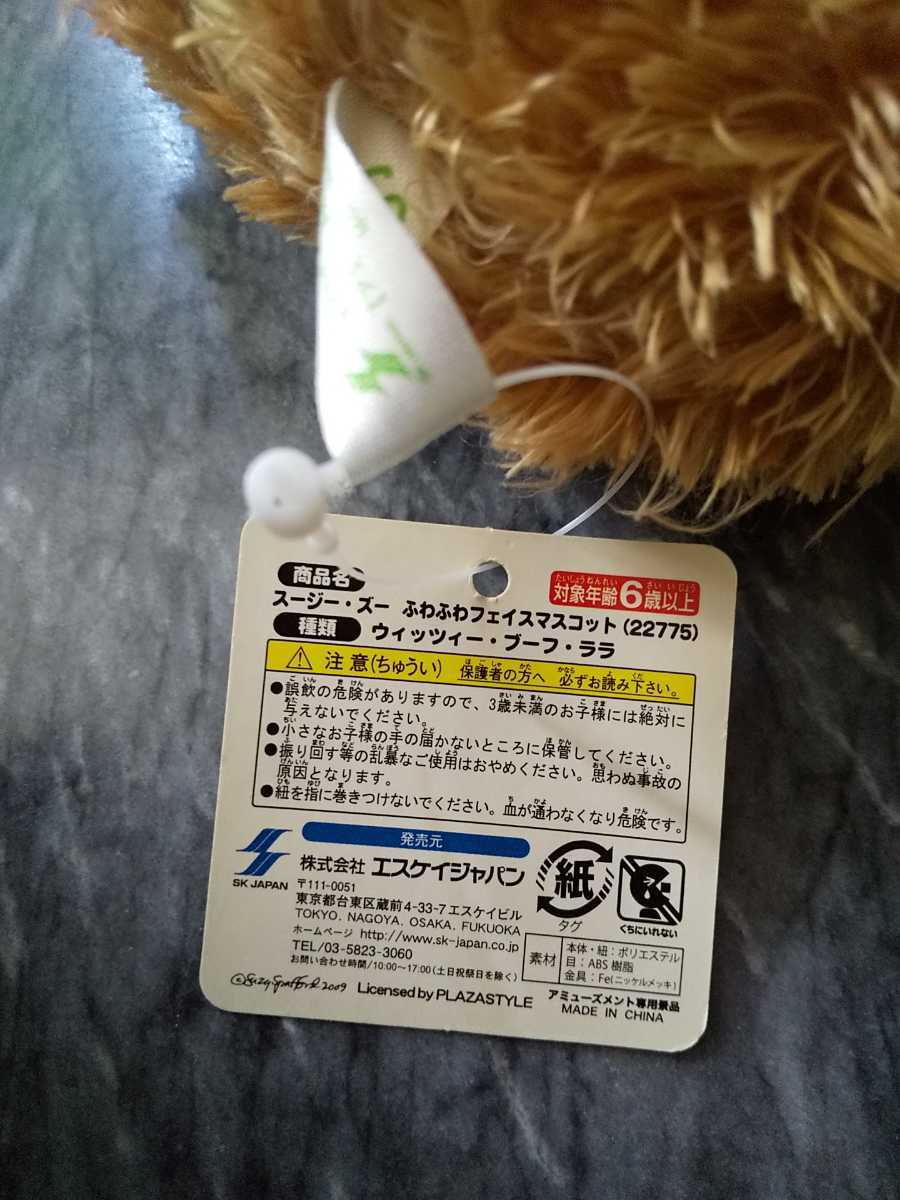 商品名
対象年齢6歳以上
スージー・ズー ふわふわフェイスマスコット(22775)
種類 ウィッツィー・ブーフ・ララ
注意(ちゅうい) 保護者の方へ 必ずお読み下さい。
●誤飲の危険がありますので、3歳未満のお子様には絶対に
与えないでください。
●小さなお子様の手の届かないところに保管してください。
●振り回す等の乱暴なご使用はおやめください。思わぬ事故の
原因となります。
●紐を指に巻きつけないでください。血が通わなくなり危険です。
発売元
SK JAPAN
株式会社 エスケイジャパン
〒111-0051
東京都台東区蔵前4-33-7エスケイビル
TOKYO, NAGOYA, OSAKA, FUKUOKA
ホームページ http://www.sk-japan.co.jp
TEL/03-5823-3060
お問い合わせ時間/10:00〜17:00(土日祝祭日を除く)
紙
タグ
くちにいれない
素材
本体・紐:ポリエステル
目:ABS樹脂
金具:Fe(ニッケルメッキ)
©Suzy Spafford 2009
Licensed by PLAZASTYLE
アミューズメント専用景品
MADE IN CHINA